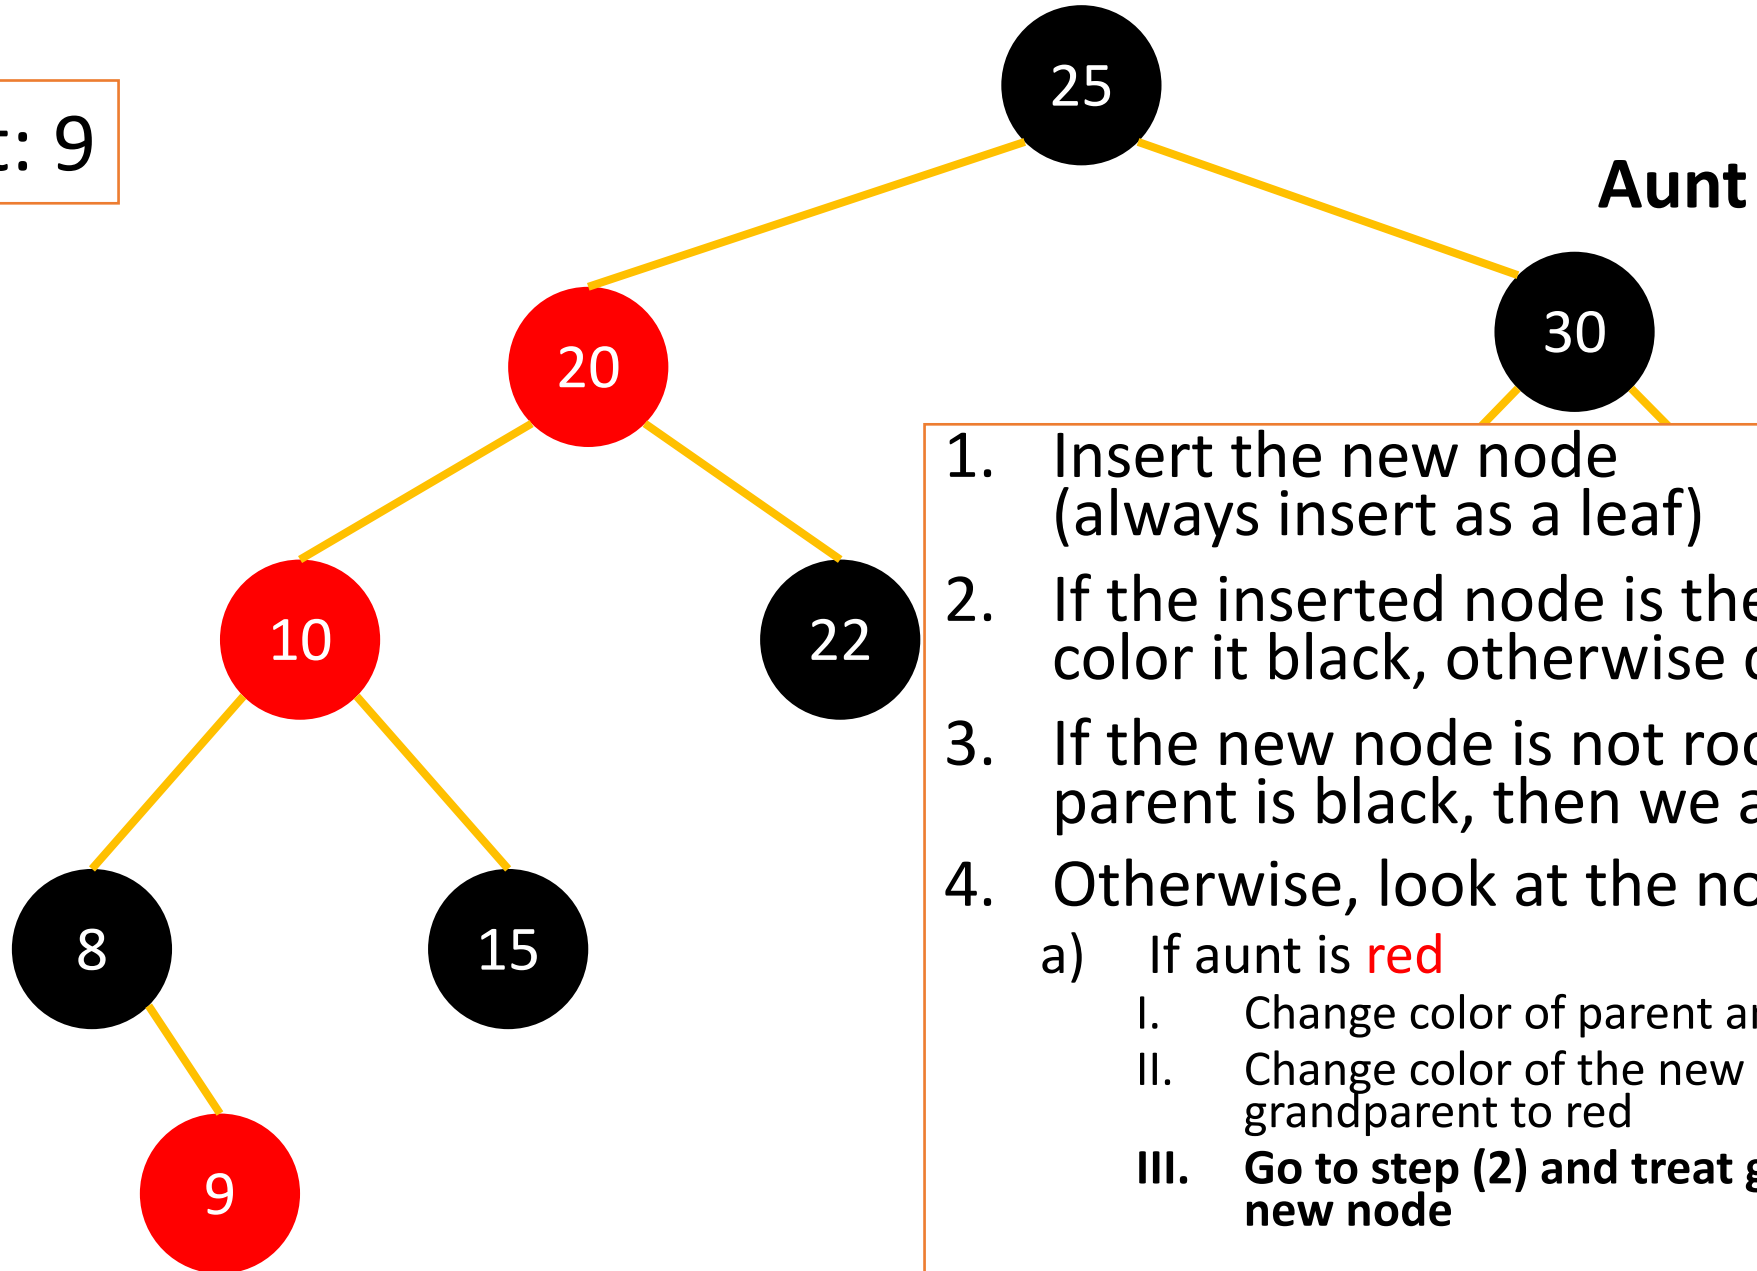 25
: 9
Aunt
30
20
1. Insert the new node
(always insert as a leaf)
10
22
2. If the inserted node is the
color it black, otherwise
3. If the new node is not
parent is black, then we
4. Otherwise, look at the
8
15
a) If aunt is red
I. Change color of parent
II. Change color of the new
grandparent to red
III. Go to step (2) and treat
new node
9